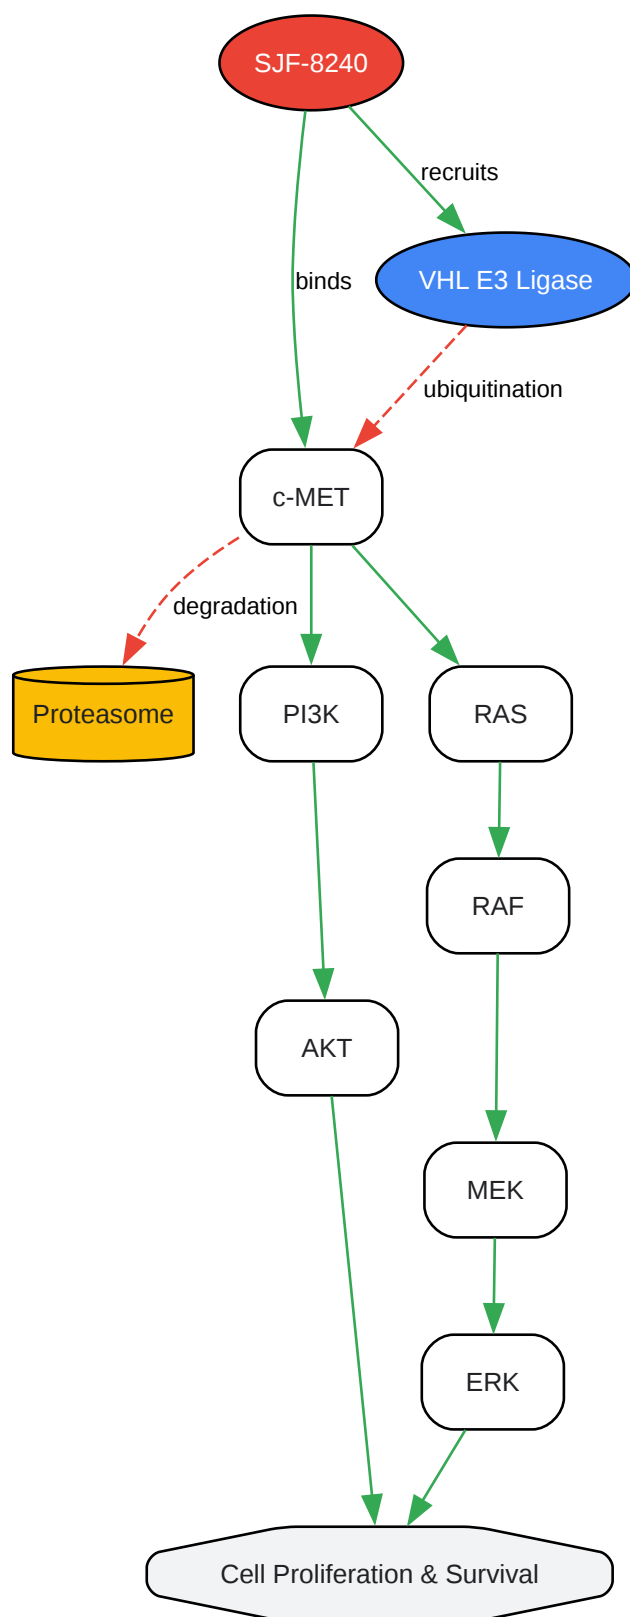 SJF-8240
recruits
VHL E3 Ligase
binds
ubiquitination
c-MET
degradation
Proteasome
PI3K
RAS
RAF
AKT
MEK
ERK
Cell Proliferation & Survival